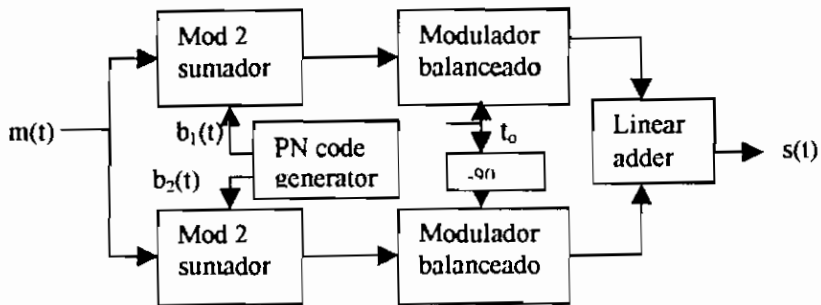 Mod 2
sumador
Modulador
balanceado
m(t)
b₁(t)
PN code
generator
t₀
-90
Linear
adder
s(t)
b₂(t)
Mod 2
sumador
Modulador
balanceado